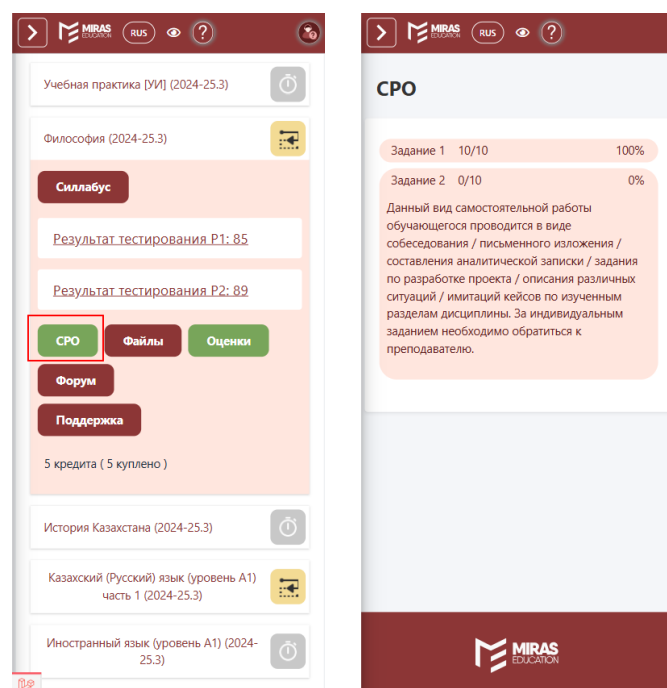 MIRAS
EDUCATION
RUS
?
Учебная практика [УИ] (2024-25.3)
Философия (2024-25.3)
Силлабус
Результат тестирования Р1: 85
Результат тестирования Р2: 89
СРО
Файлы
Оценки
Форум
Поддержка
5 кредита ( 5 куплено )
История Казахстана (2024-25.3)
Казахский (Русский) язык (уровень А1)
часть 1 (2024-25.3)
Иностранный язык (уровень А1) (2024-
25.3)
MIRAS
EDUCATION
RUS
?
СРО
Задание 1 10/10 100%
Задание 2 0/10 0%
Данный вид самостоятельной работы
обучающегося проводится в виде
собеседования / письменного изложения /
составления аналитической записки / задания
по разработке проекта / описания различных
ситуаций / имитаций кейсов по изученным
разделам дисциплины. За индивидуальным
заданием необходимо обратиться к
преподавателю.
MIRAS
EDUCATION